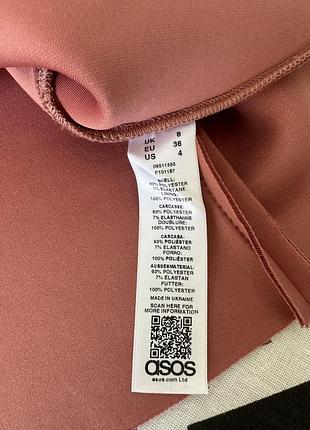 UK 8
EU 36
US 4
09511555
F101187
SHELL:
93% POLYESTER
7% ELASTANE
LINING:
100% POLYESTER
CARCASSE:
93% POLYESTER
7% ELASTHANNE
DOUBLURE:
100% POLYESTER
CARCASA:
93% POLIÉSTER
7% ELASTANO
FORRO:
100% POLIÉSTER
AUSSENMATERIAL:
93% POLYESTER
7% ELASTAN
FUTTER:
100% POLYESTER
MADE IN UKRAINE
SCAN HERE FOR
MORE INFORMATION
asos
asos.com Ltd